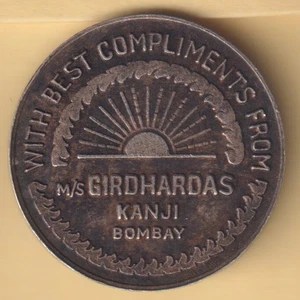 WITH BEST COMPLIMENTS FROM
M/S GIRDHARDAS
KANJI
BOMBAY